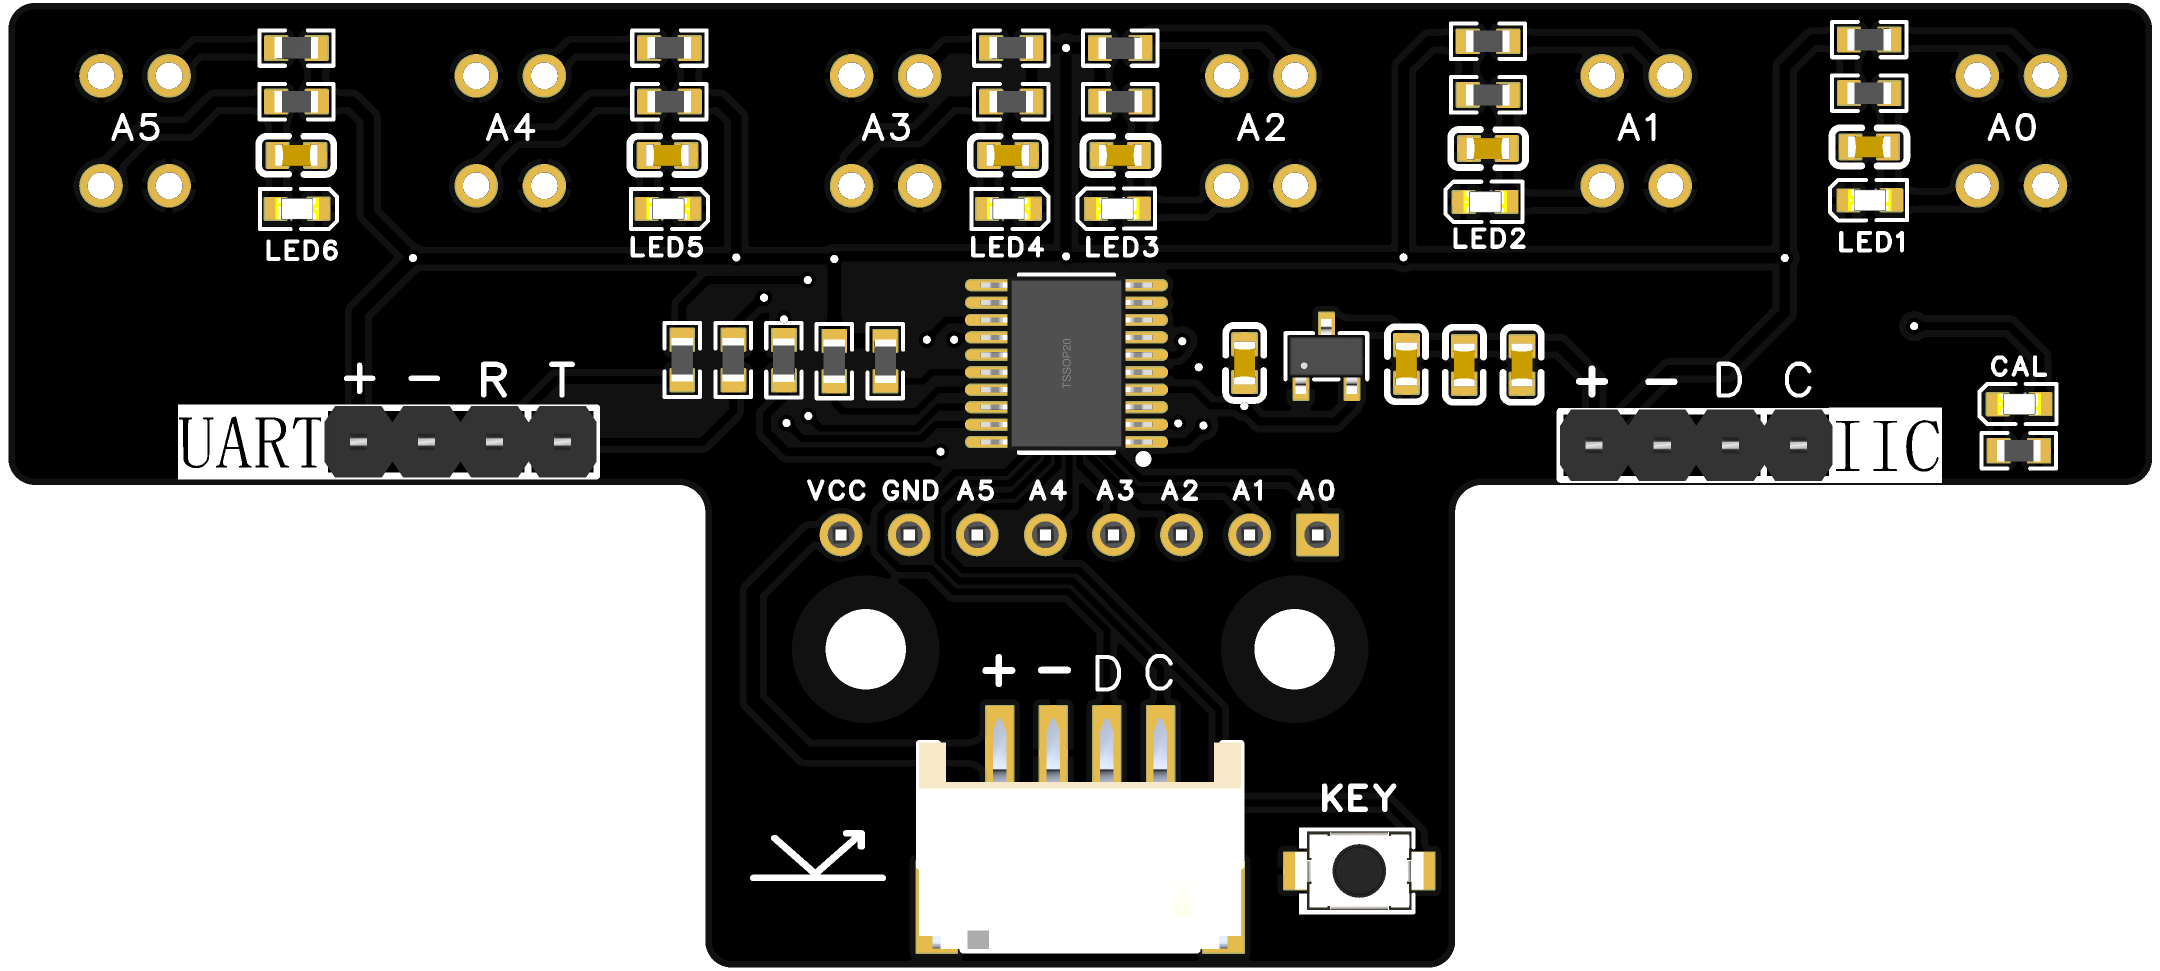 A5 A4 A3 A2 A1 A0
LED6 LED5 LED4 LED3 LED2 LED1
TSSOP20
+ - R T
UART
+ - D C
IIC
CAL
VCC GND A5 A4 A3 A2 A1 A0
+ - D C
KEY